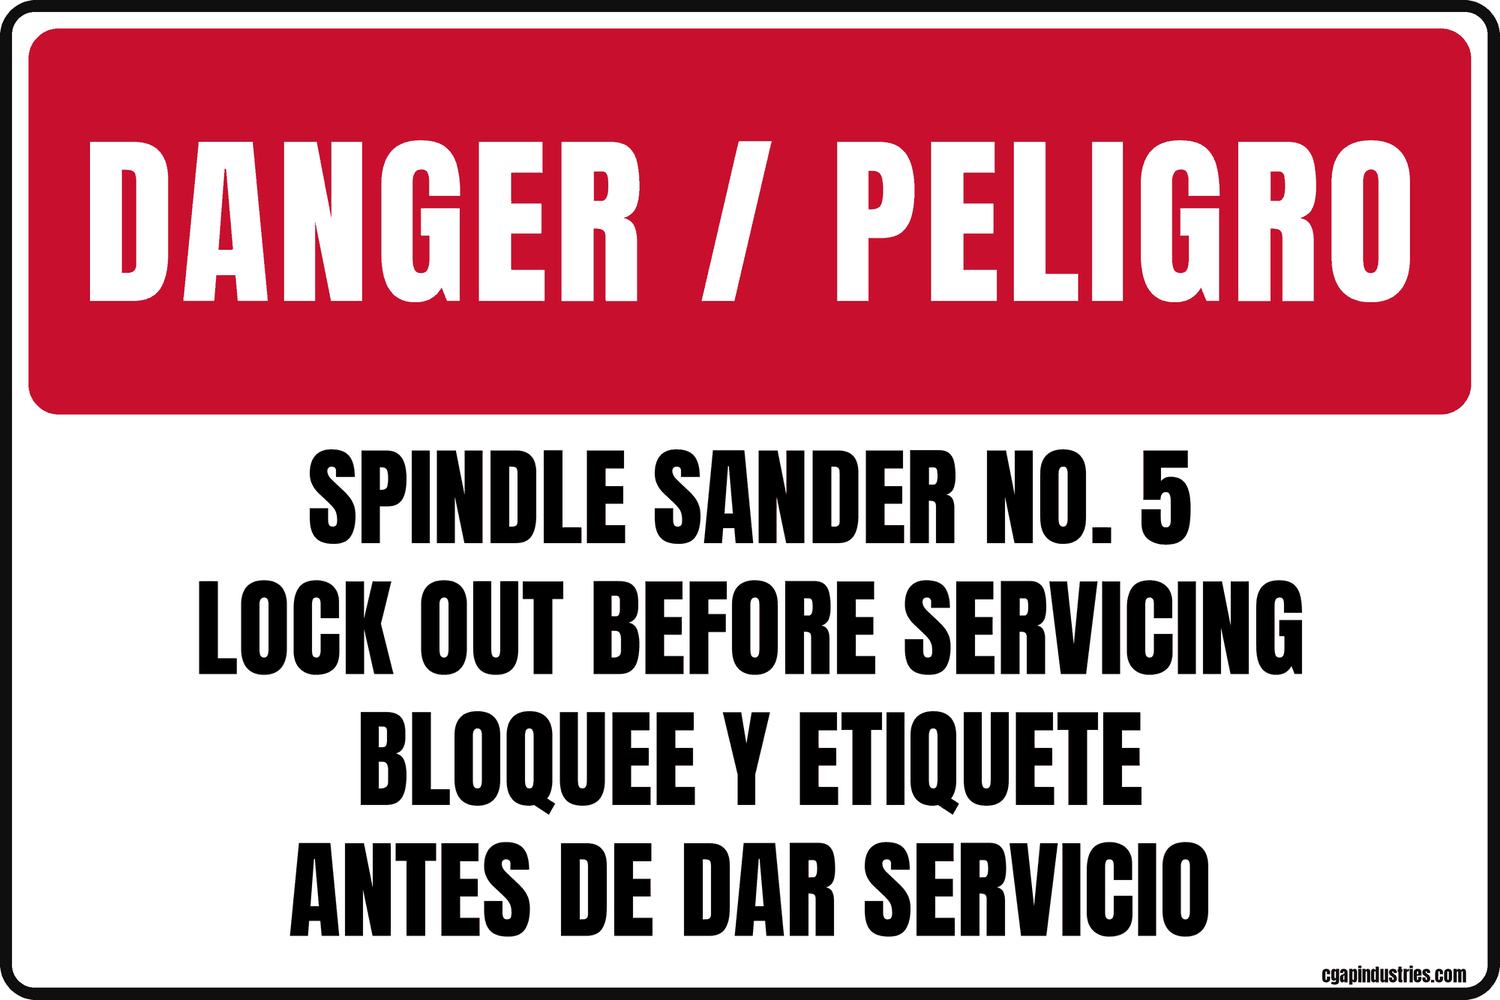 DANGER / PELIGRO
SPINDLE SANDER NO. 5
LOCK OUT BEFORE SERVICING
BLOQUEE Y ETIQUETE
ANTES DE DAR SERVICIO
cgapindustries.com